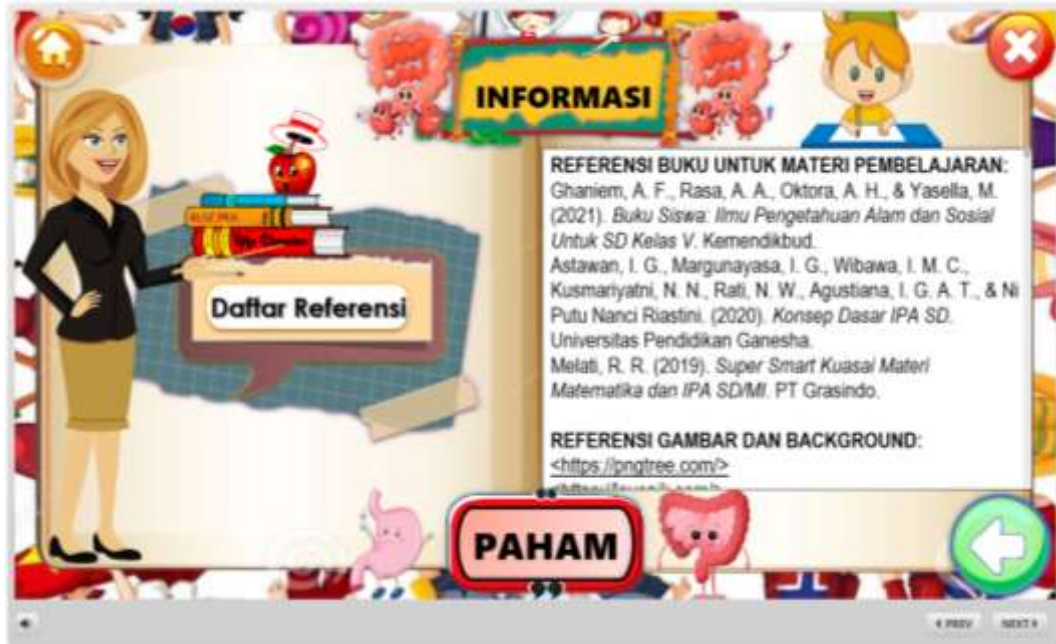 INFORMASI
Daftar Referensi
REFERENSI BUKU UNTUK MATERI PEMBELAJARAN:
Ghaniem, A. F., Rasa, A. A., Oktora, A. H., & Yasella, M.
(2021). Buku Siswa: Ilmu Pengetahuan Alam dan Sosial
Untuk SD Kelas V. Kemendikbud.
Astawan, I. G., Margunayasa, I. G., Wibawa, I. M. C.,
Kusmariyatni, N. N., Rati, N. W., Agustiana, I. G. A. T., & Ni
Putu Nanci Riastini. (2020). Konsep Dasar IPA SD.
Universitas Pendidikan Ganesha.
Melati, R. R. (2019). Super Smart Kuasai Materi
Matematika dan IPA SD/MI. PT Grasindo.
REFERENSI GAMBAR DAN BACKGROUND:
<https://pngtree.com/>
PAHAM
PREV
NEXT